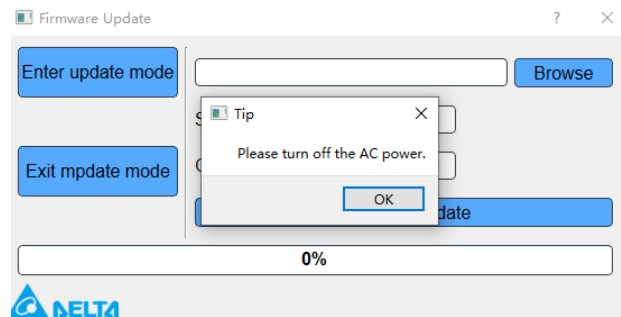 Firmware Update
Enter update mode
Browse
Tip
Please turn off the AC power.
Exit mpdate mode
OK
0%
DELTA